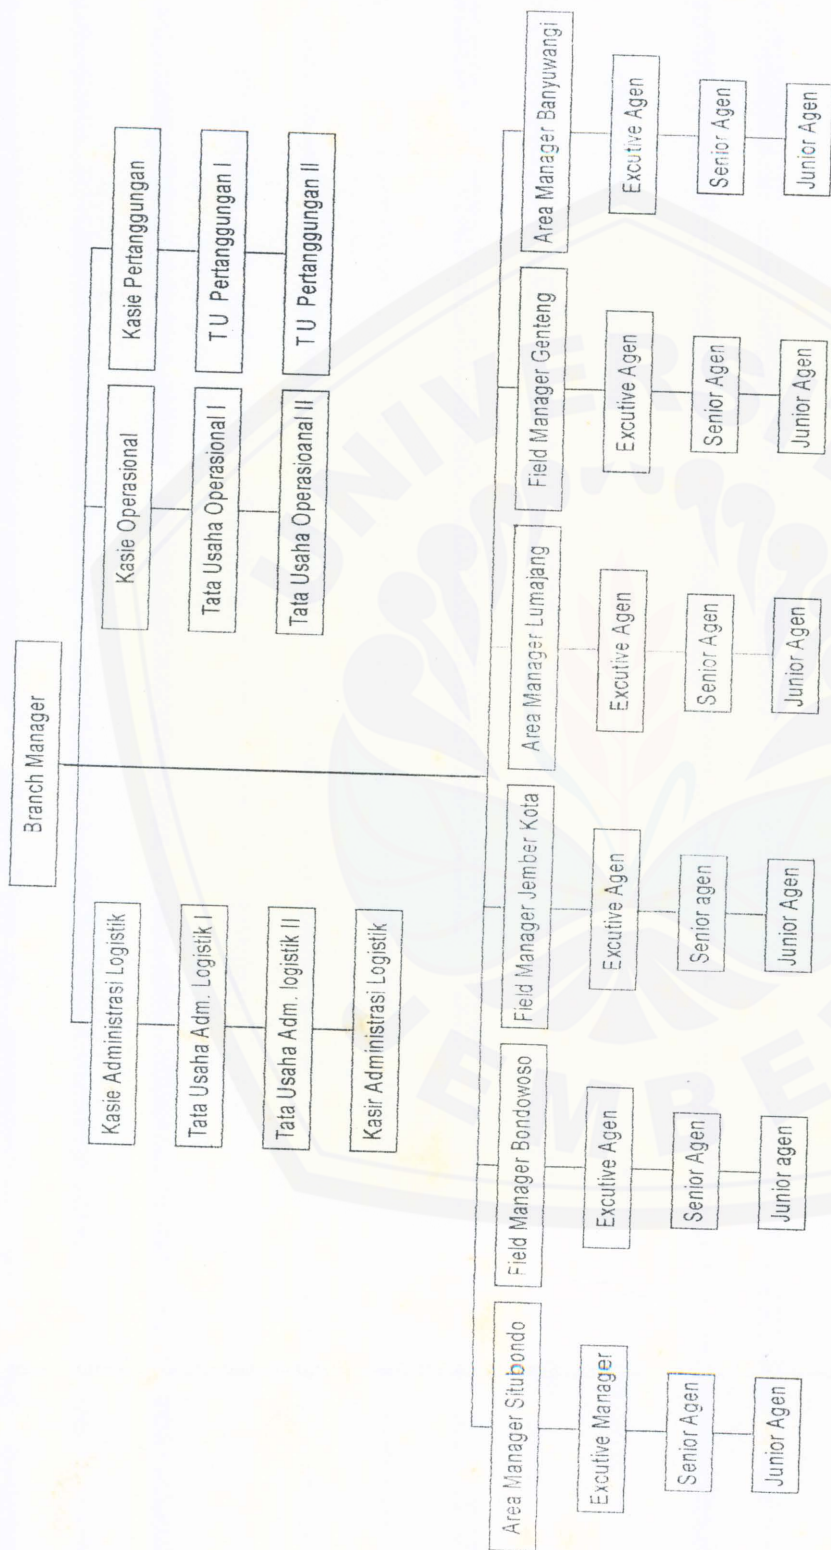 Branch Manager
Kasie Administrasi Logistik
Kasie Operasional
Kasie Pertanggungan
Tata Usaha Adm. Logistik I
Tata Usaha Operasional I
TU Pertanggungan I
Tata Usaha Adm. logistik II
Tata Usaha Operasioanal II
TU Pertanggungan II
Kasir Administrasi Logistik
Area Manager Situbondo
Field Manager Bondowoso
Field Manager Jember Kota
Area Manager Lumajang
Field Manager Genteng
Area Manager Banyuwangi
Excutive Manager
Excutive Agen
Excutive Agen
Excutive Agen
Excutive Agen
Excutive Agen
Senior Agen
Senior Agen
Senior agen
Senior Agen
Senior Agen
Senior Agen
Junior Agen
Junior agen
Junior Agen
Junior Agen
Junior Agen
Junior Agen